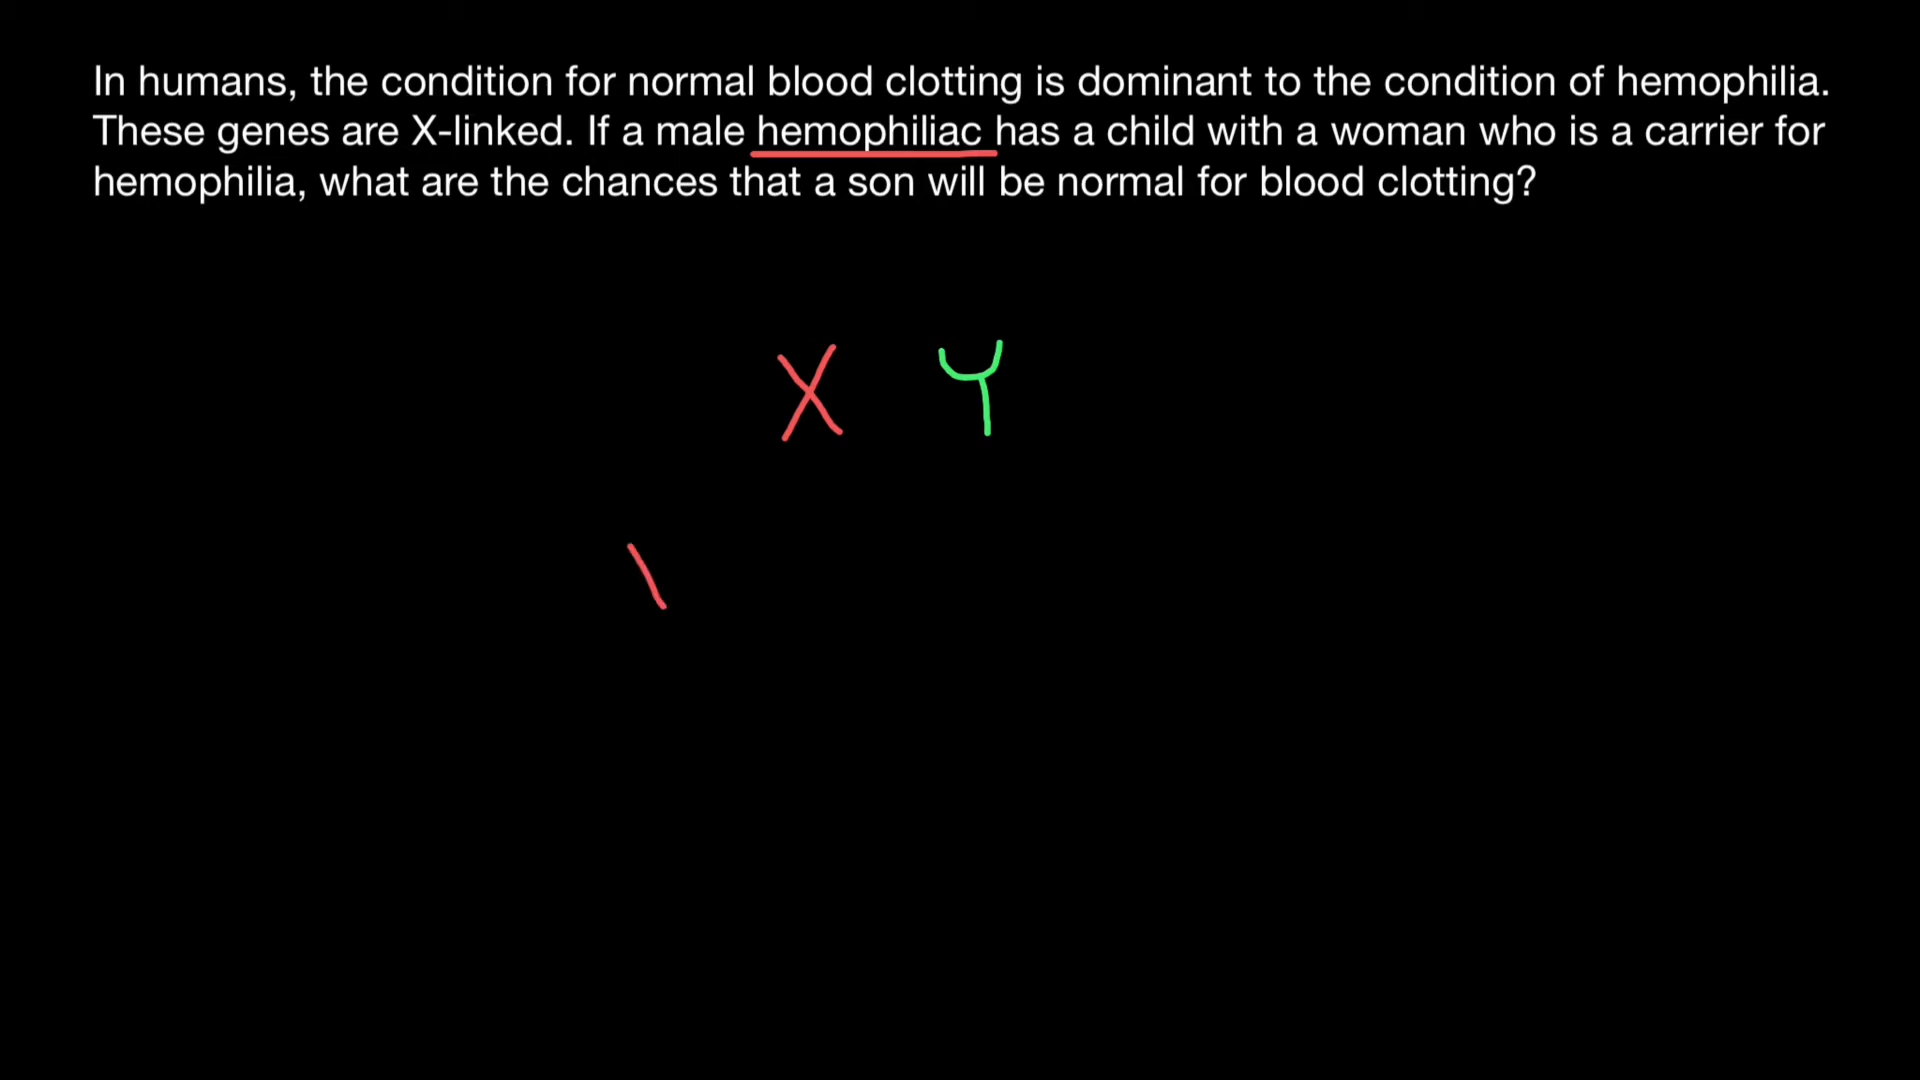 In humans, the condition for normal blood clotting is dominant to the condition of hemophilia.
These genes are X-linked. If a male hemophiliac has a child with a woman who is a carrier for
hemophilia, what are the chances that a son will be normal for blood clotting?
X Y